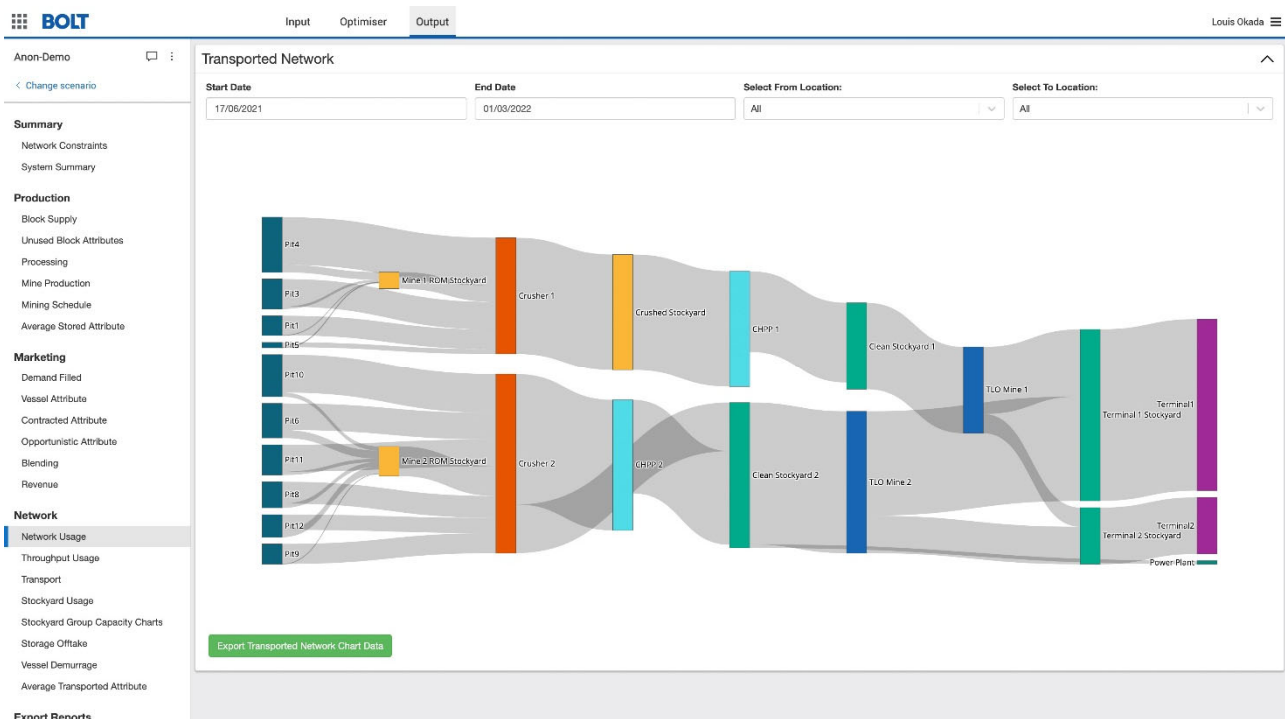 BOLT
Input
Optimiser
Output
Louis Okada
Anon-Demo
< Change scenario
Summary
Network Constraints
System Summary
Production
Block Supply
Unused Block Attributes
Processing
Mine Production
Mining Schedule
Average Stored Attribute
Marketing
Demand Filled
Vessel Attribute
Contracted Attribute
Opportunistic Attribute
Blending
Revenue
Network
Network Usage
Throughput Usage
Transport
Stockyard Usage
Stockyard Group Capacity Charts
Storage Offtake
Vessel Demurrage
Average Transported Attribute
Export Reports
Transported Network
Start Date
End Date
Select From Location:
Select To Location:
17/06/2021
01/03/2022
All
All
Pit4
Mine 1 ROM Stockyard
Pit3
Crusher 1
Crushed Stockyard
Pit1
CHPP 1
Pit5
Clean Stockyard 1
Pit10
TLO Mine 1
Terminal1
Terminal 1 Stockyard
Pit6
Pit11
Mine 2 ROM Stockyard
Crusher 2
CHPP 2
Clean Stockyard 2
TLO Mine 2
Pit8
Pit12
Terminal2
Terminal 2 Stockyard
Pit9
Power Plant
Export Transported Network Chart Data